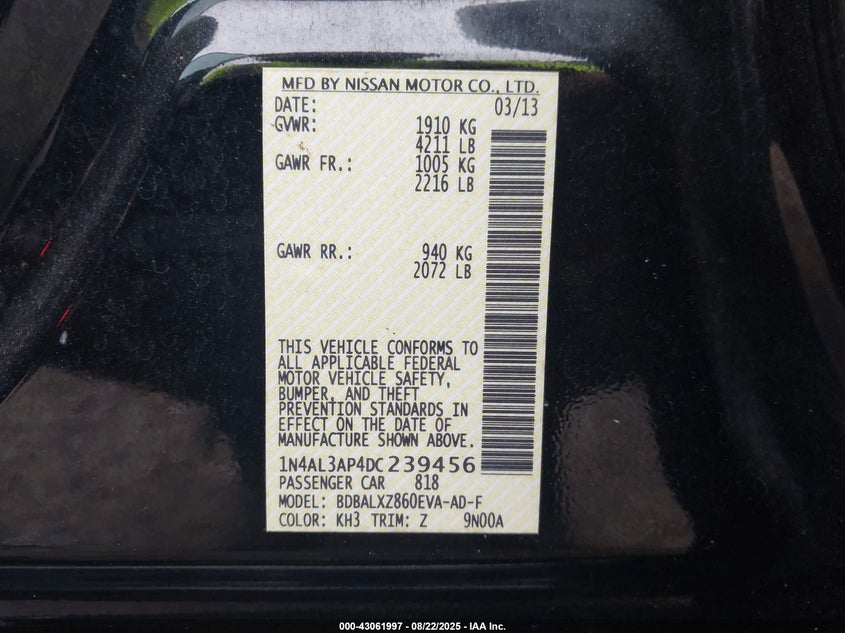 MFD BY NISSAN MOTOR CO., LTD.
DATE: 03/13
GVWR: 1910 KG
4211 LB
GAWR FR.: 1005 KG
2216 LB
GAWR RR.: 940 KG
2072 LB
THIS VEHICLE CONFORMS TO
ALL APPLICABLE FEDERAL
MOTOR VEHICLE SAFETY,
BUMPER, AND THEFT
PREVENTION STANDARDS IN
EFFECT ON THE DATE OF
MANUFACTURE SHOWN ABOVE.
1N4AL3AP4DC239456
PASSENGER CAR 818
MODEL: BDBALXZ860EVA-AD-F
COLOR: KH3 TRIM: Z 9N00A
000-43061997 - 08/22/2025 - IAA Inc.